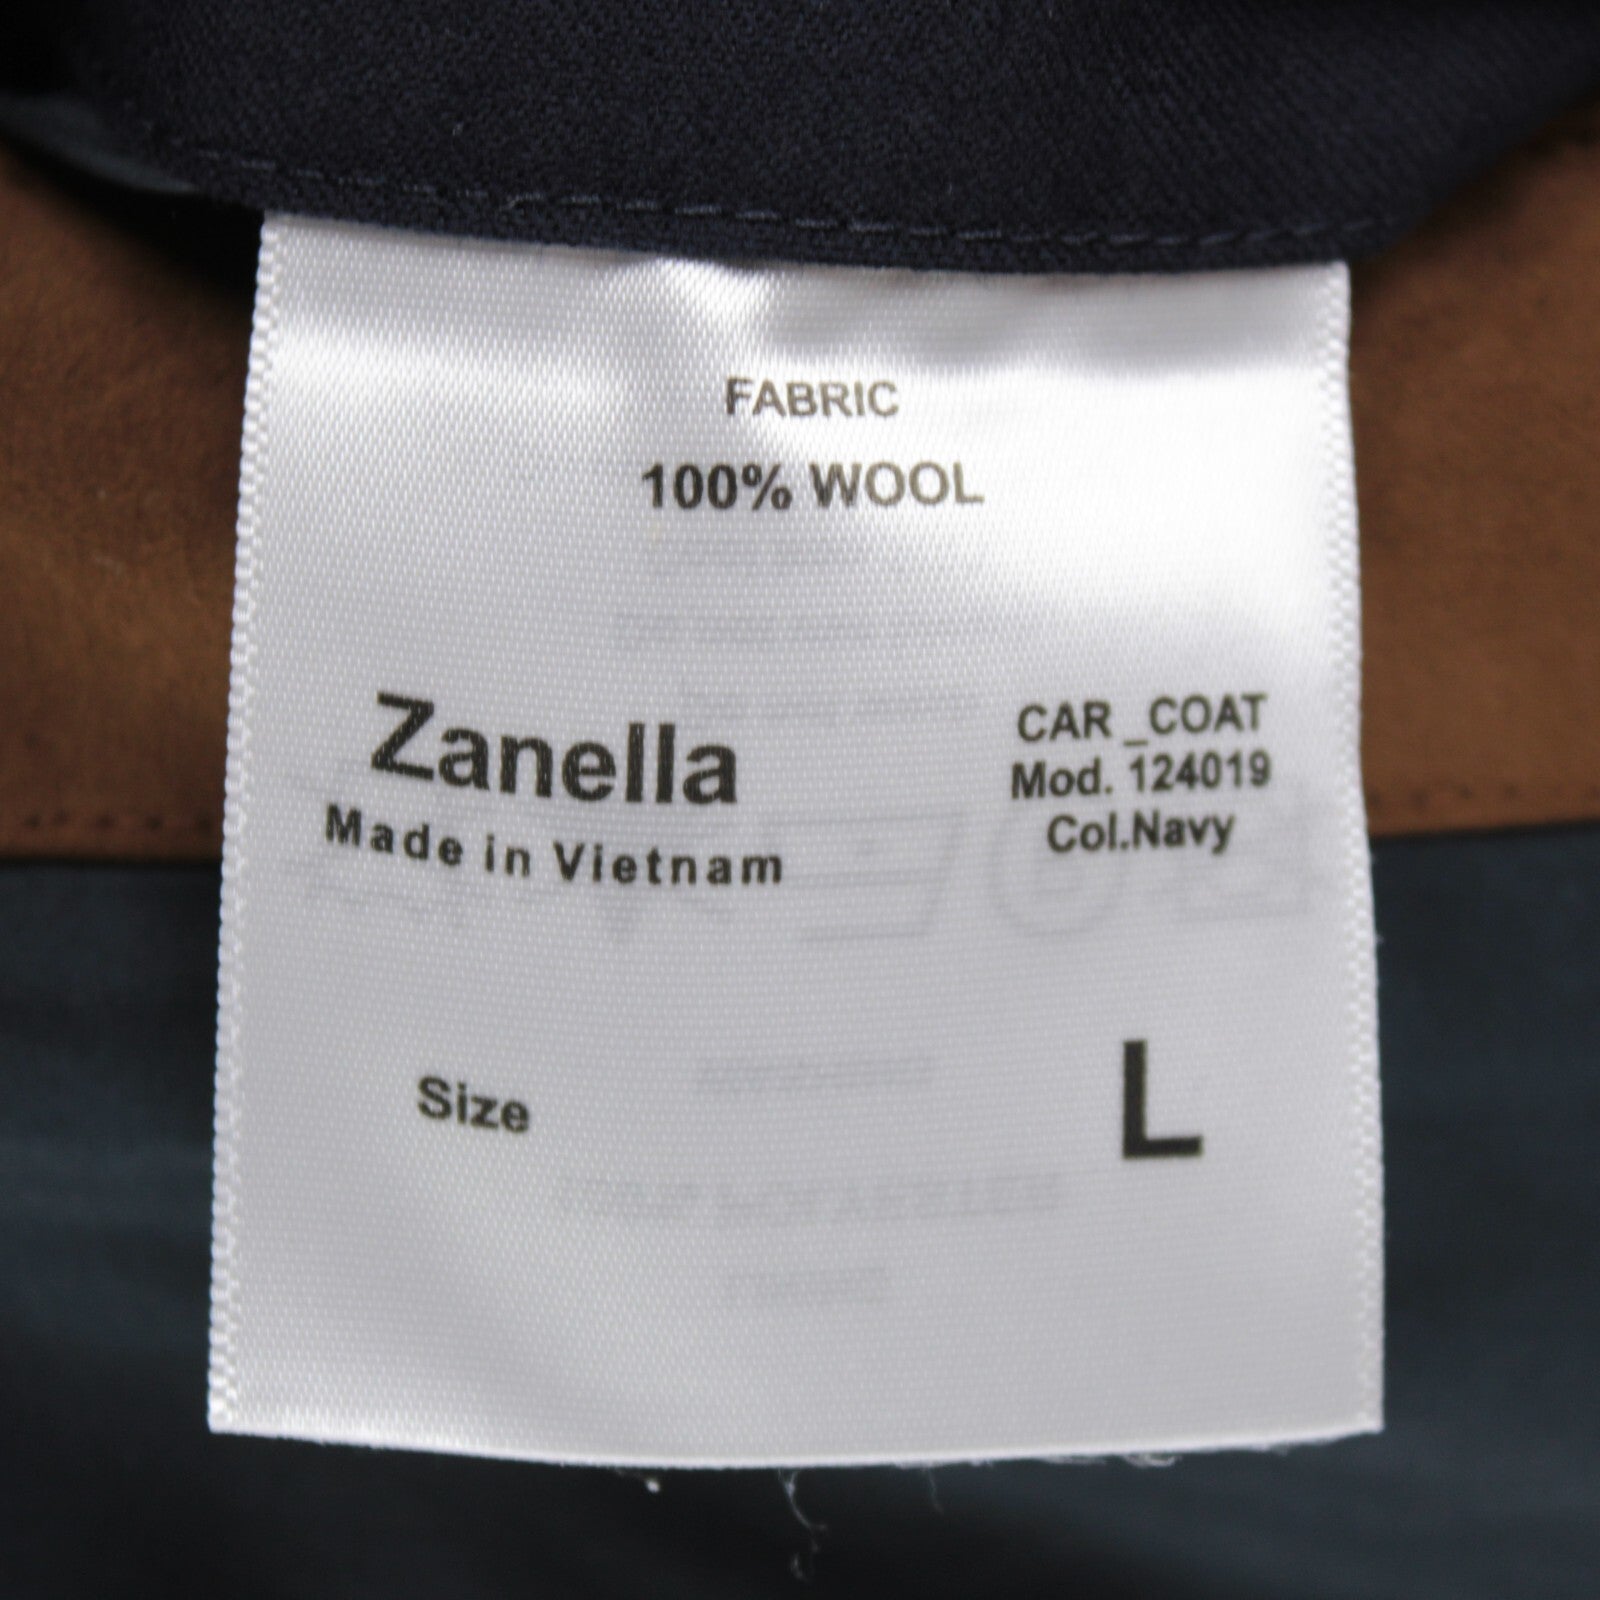 FABRIC
100% WOOL
Zanella
Made in Vietnam
CAR _COAT
Mod. 124019
Col.Navy
Size
L